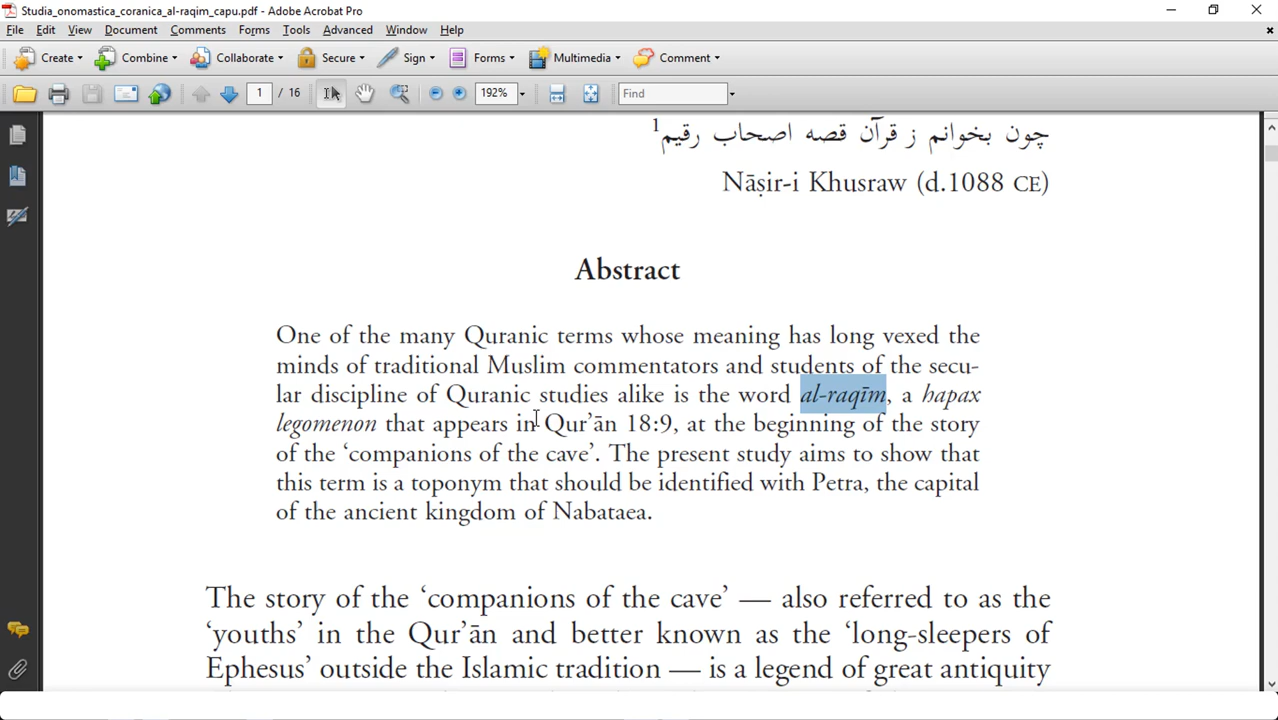 Studia_onomastica_coranica_al-raqim_capu.pdf - Adobe Acrobat Pro
File Edit View Document Comments Forms Tools Advanced Window Help
Create Combine Collaborate Secure Sign Forms Multimedia Comment
1 / 16 192% Find
چون بخوانم ز قرآن قصه اصحاب رقیم1
Nāṣir-i Khusraw (d.1088 CE)
Abstract
One of the many Quranic terms whose meaning has long vexed the
minds of traditional Muslim commentators and students of the secu-
lar discipline of Quranic studies alike is the word al-raqīm, a hapax
legomenon that appears in Qur’ān 18:9, at the beginning of the story
of the ‘companions of the cave’. The present study aims to show that
this term is a toponym that should be identified with Petra, the capital
of the ancient kingdom of Nabataea.
The story of the ‘companions of the cave’ — also referred to as the
‘youths’ in the Qur’ān and better known as the ‘long-sleepers of
Ephesus’ outside the Islamic tradition — is a legend of great antiquity